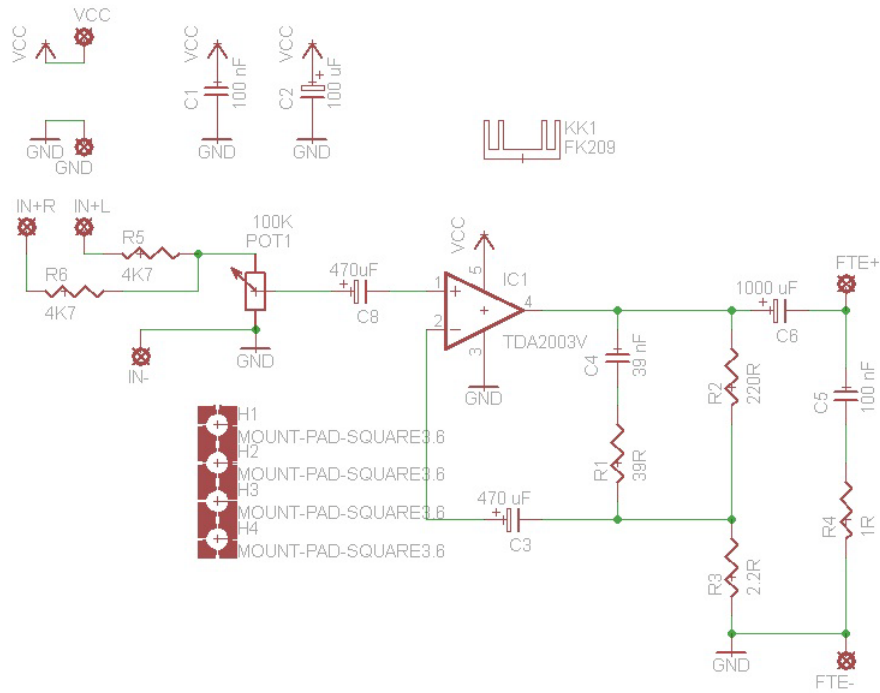 VCC
VCC
GND
GND
VCC
C1
100 nF
GND
VCC
C2
100 uF
GND
KK1
FK209
IN+R
IN+L
R5
4K7
R6
4K7
100K
POT1
IN-
GND
470uF
C8
VCC
5
IC1
1
2
4
3
TDA2003V
GND
C4
39 nF
R1
39R
R2
220R
1000 uF
C6
FTE+
C5
100 nF
R4
1R
470 uF
C3
R3
2.2R
GND
FTE-
H1
MOUNT-PAD-SQUARE3.6
H2
MOUNT-PAD-SQUARE3.6
H3
MOUNT-PAD-SQUARE3.6
H4
MOUNT-PAD-SQUARE3.6